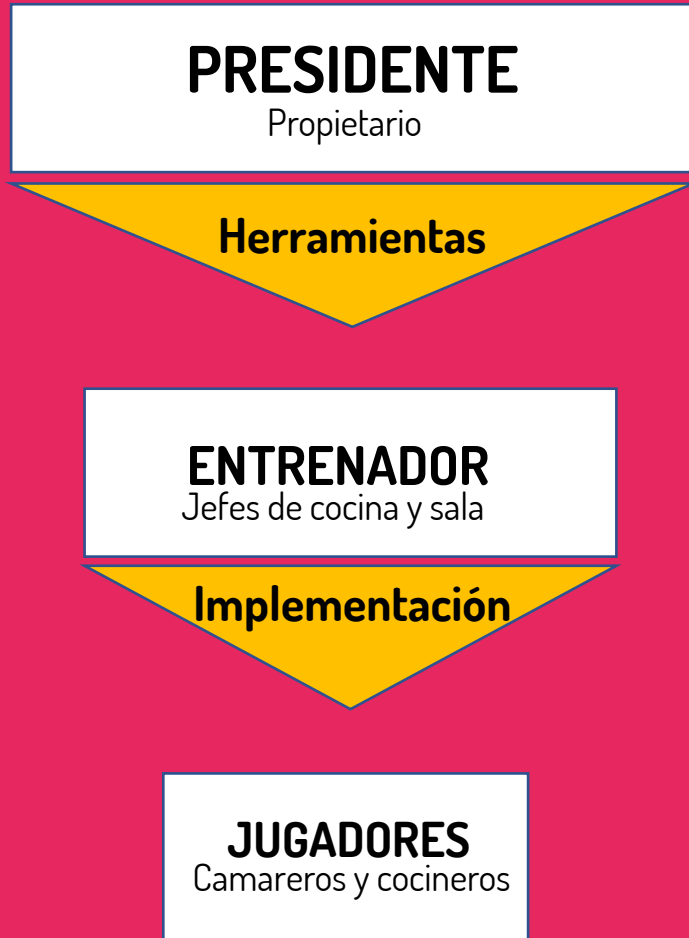 PRESIDENTE
Propietario
Herramientas
ENTRENADOR
Jefes de cocina y sala
Implementación
JUGADORES
Camareros y cocineros